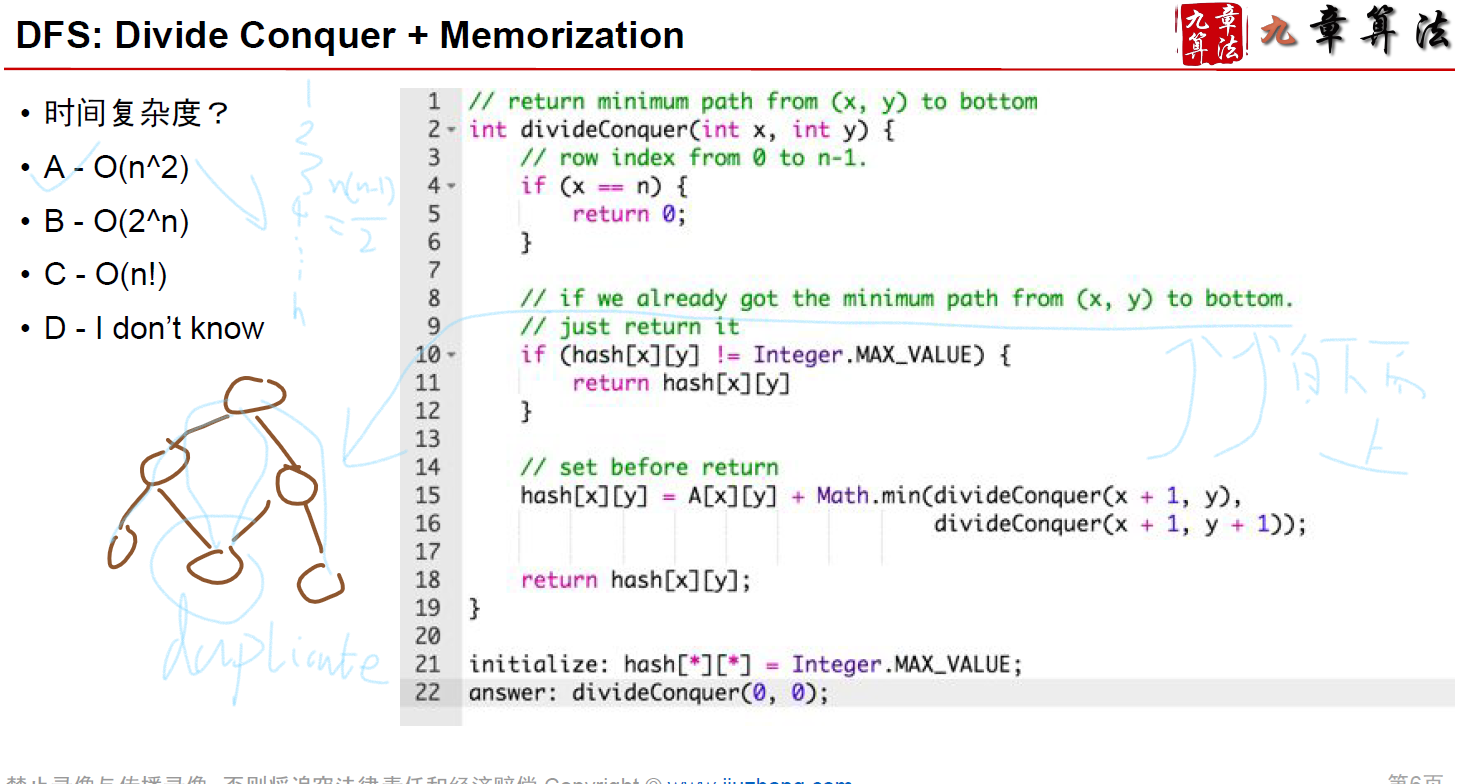 DFS: Divide Conquer + Memorization
九章算法
九章算法
• 时间复杂度？
• A - O(n^2)
• B - O(2^n)
• C - O(n!)
• D - I don't know
1
2
3
4
n
n(n-1)
=
2
duplicate
1 // return minimum path from (x, y) to bottom
2 int divideConquer(int x, int y) {
3 // row index from 0 to n-1.
4 if (x == n) {
5 return 0;
6 }
7
8 // if we already got the minimum path from (x, y) to bottom.
9 // just return it
10 if (hash[x][y] != Integer.MAX_VALUE) {
11 return hash[x][y]
12 }
13
14 // set before return
15 hash[x][y] = A[x][y] + Math.min(divideConquer(x + 1, y),
16 divideConquer(x + 1, y + 1));
17
18 return hash[x][y];
19 }
20
21 initialize: hash[*][*] = Integer.MAX_VALUE;
22 answer: divideConquer(0, 0);
禁止录像与传播录像，否则将追究法律责任和经济赔偿 Copyright © www.jiuzhang.com
第6页